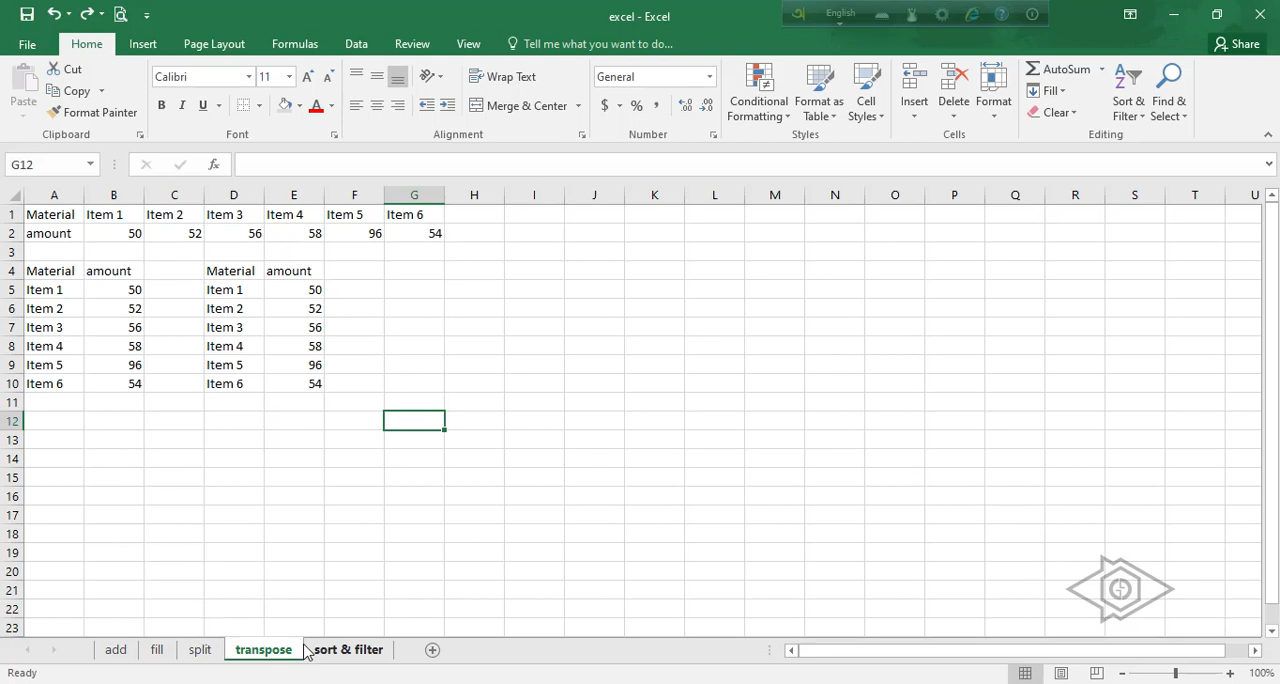 excel - Excel
English
File Home Insert Page Layout Formulas Data Review View Tell me what you want to do... Share
Cut
Copy
Format Painter
Paste
Clipboard
Calibri 11
B I U
Font
Wrap Text
Merge & Center
Alignment
General
$ % ,
Number
Conditional Formatting
Format as Table
Cell Styles
Styles
Insert Delete Format
Cells
AutoSum
Fill
Clear
Sort & Filter
Find & Select
Editing
G12 fx
A B C D E F G H I J K L M N O P Q R S T U
1 Material Item 1 Item 2 Item 3 Item 4 Item 5 Item 6
2 amount 50 52 56 58 96 54
3
4 Material amount Material amount
5 Item 1 50 Item 1 50
6 Item 2 52 Item 2 52
7 Item 3 56 Item 3 56
8 Item 4 58 Item 4 58
9 Item 5 96 Item 5 96
10 Item 6 54 Item 6 54
11
12
13
14
15
16
17
18
19
20
21
22
23
add fill split transpose sort & filter
Ready 100%